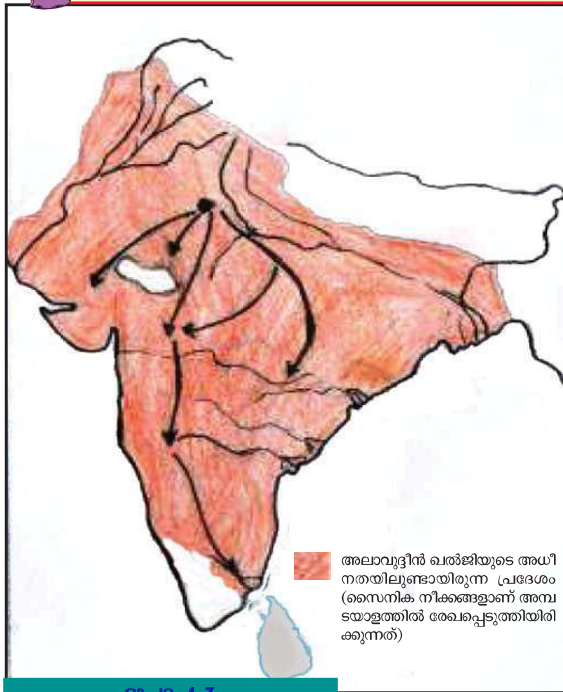 അലാവുദ്ദീൻ ഖൽജിയുടെ അധീ
നതയിലുണ്ടായിരുന്ന പ്രദേശം
(സൈനിക നീക്കങ്ങളാണ് അമ്പ
ടയാളത്തിൽ രേഖപ്പെടുത്തിയിരി
ക്കുന്നത്)